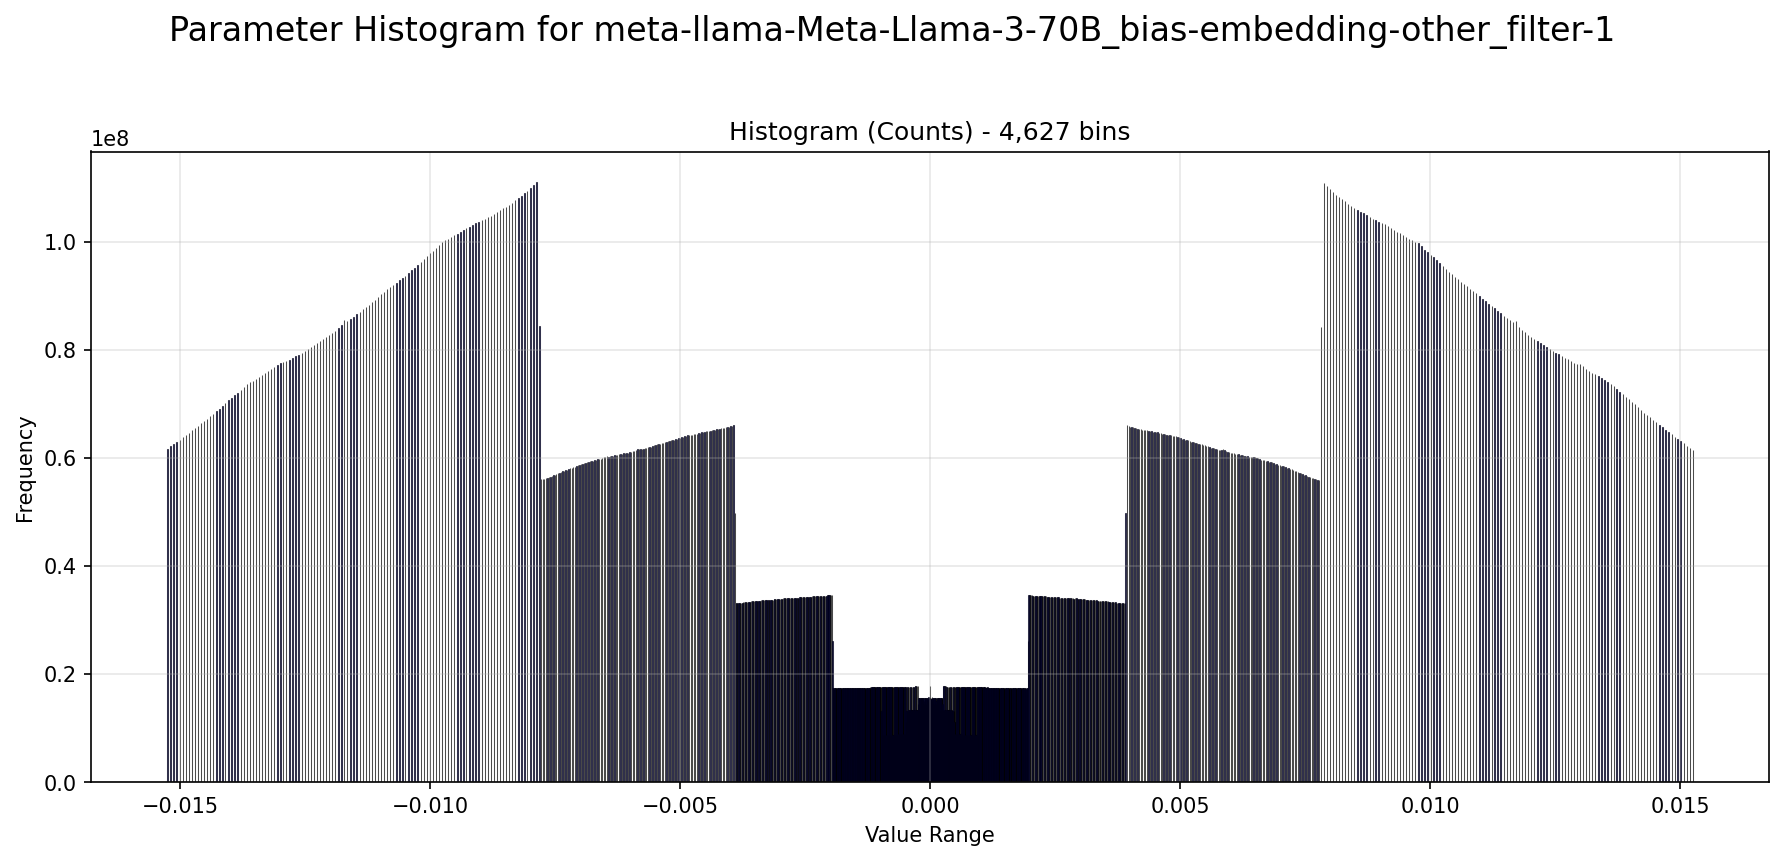 Parameter Histogram for meta-llama-Meta-Llama-3-70B_bias-embedding-other_filter-1
Histogram (Counts) - 4,627 bins
1e8
1.0
0.8
0.6
0.4
0.2
0.0
Frequency
−0.015 −0.010 −0.005 0.000 0.005 0.010 0.015
Value Range